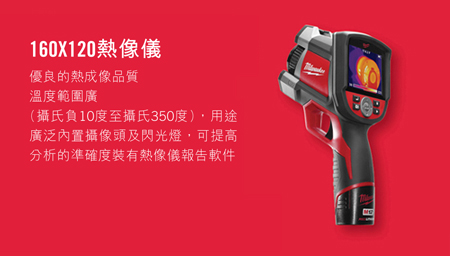 160X120熱像儀
優良的熱成像品質
溫度範圍廣
(攝氏負10度至攝氏350度)，用途
廣泛內置攝像頭及閃光燈，可提高
分析的準確度裝有熱像儀報告軟件
Milwaukee
Milwaukee
M12